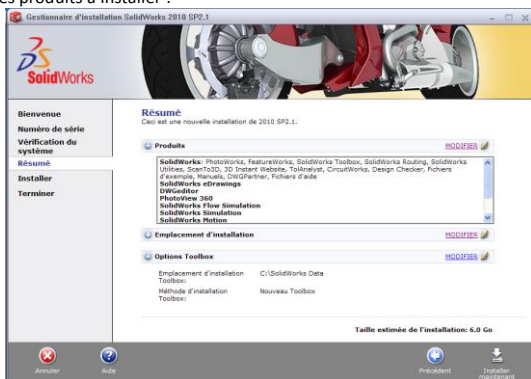 es produits à installer :
Gestionnaire d'installation SolidWorks 2010 SP2.1
SolidWorks
Bienvenue
Numéro de série
Vérification du
système
Résumé
Installer
Terminer
Résumé
Ceci est une nouvelle installation de 2010 SP2.1.
Produits
MODIFIER
SolidWorks: PhotoWorks, FeatureWorks, SolidWorks Toolbox, SolidWorks Routing, SolidWorks
Utilities, ScanTo3D, 3D Instant Website, TolAnalyst, CircuitWorks, Design Checker, Fichiers
d'exemple, Manuels, DWGPartner, Fichiers d'aide
SolidWorks eDrawings
DWGeditor
PhotoView 360
SolidWorks Flow Simulation
SolidWorks Simulation
SolidWorks Motion
Emplacement d'installation
MODIFIER
Options Toolbox
MODIFIER
Emplacement d'installation C:\SolidWorks Data
Toolbox:
Méthode d'installation Nouveau Toolbox
Toolbox:
Taille estimée de l'installation: 6.0 Go
Annuler
Aide
Précédent
Installer
maintenant